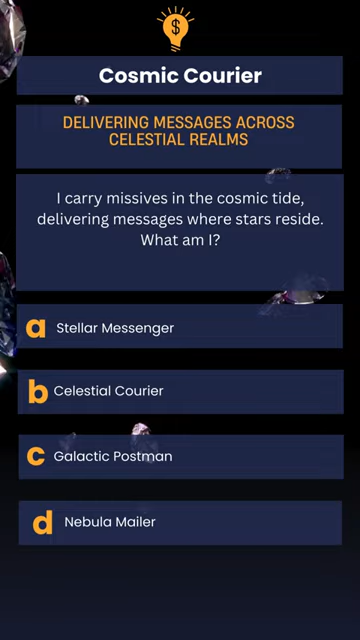 $
Cosmic Courier
DELIVERING MESSAGES ACROSS
CELESTIAL REALMS
I carry missives in the cosmic tide,
delivering messages where stars reside.
What am I?
a Stellar Messenger
b Celestial Courier
c Galactic Postman
d Nebula Mailer